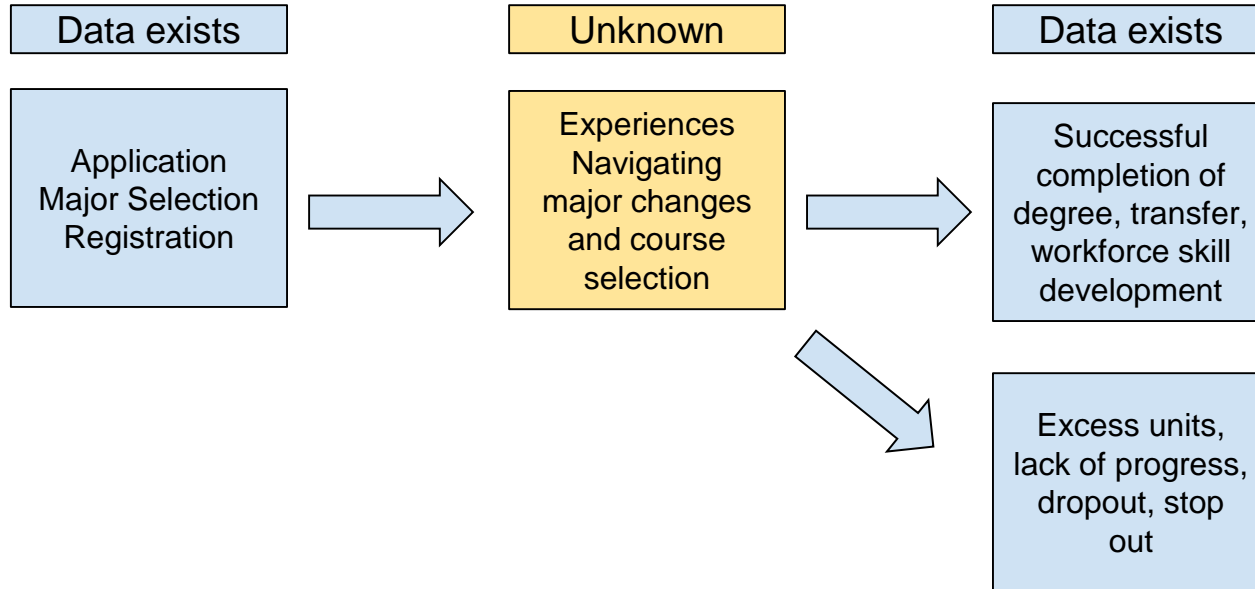 Data exists
Unknown
Data exists
Application
Major Selection
Registration
Experiences
Navigating
major changes
and course
selection
Successful
completion of
degree, transfer,
workforce skill
development
Excess units,
lack of progress,
dropout, stop
out